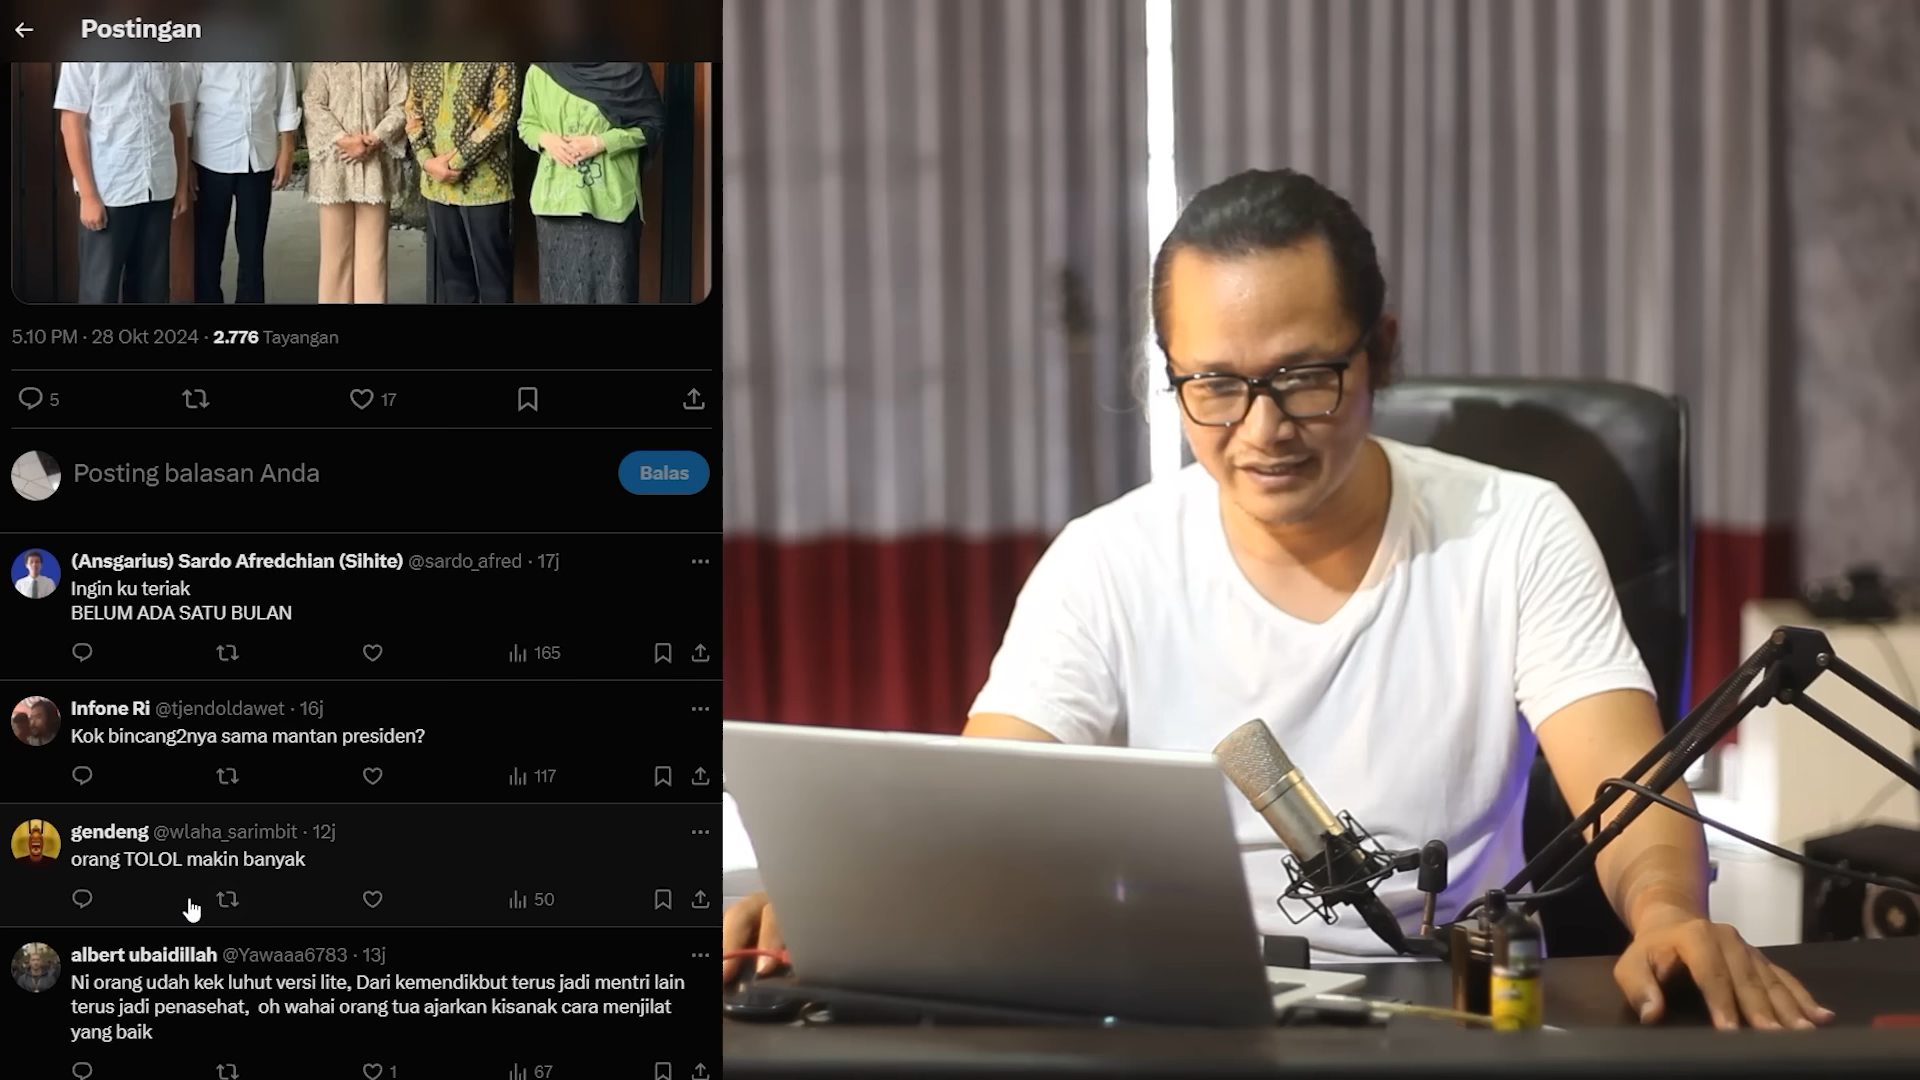 Postingan
5.10 PM · 28 Okt 2024 · 2.776 Tayangan
5
17
Posting balasan Anda
Balas
(Ansgarius) Sardo Afredchian (Sihite) @sardo_afred · 17j
Ingin ku teriak
BELUM ADA SATU BULAN
165
Infone Ri @tjendoldawet · 16j
Kok bincang2nya sama mantan presiden?
117
gendeng @wlaha_sarimbit · 12j
orang TOLOL makin banyak
50
albert ubaidillah @Yawaaa6783 · 13j
Ni orang udah kek luhut versi lite, Dari kemendikbut terus jadi mentri lain
terus jadi penasehat, oh wahai orang tua ajarkan kisanak cara menjilat
yang baik
1
67